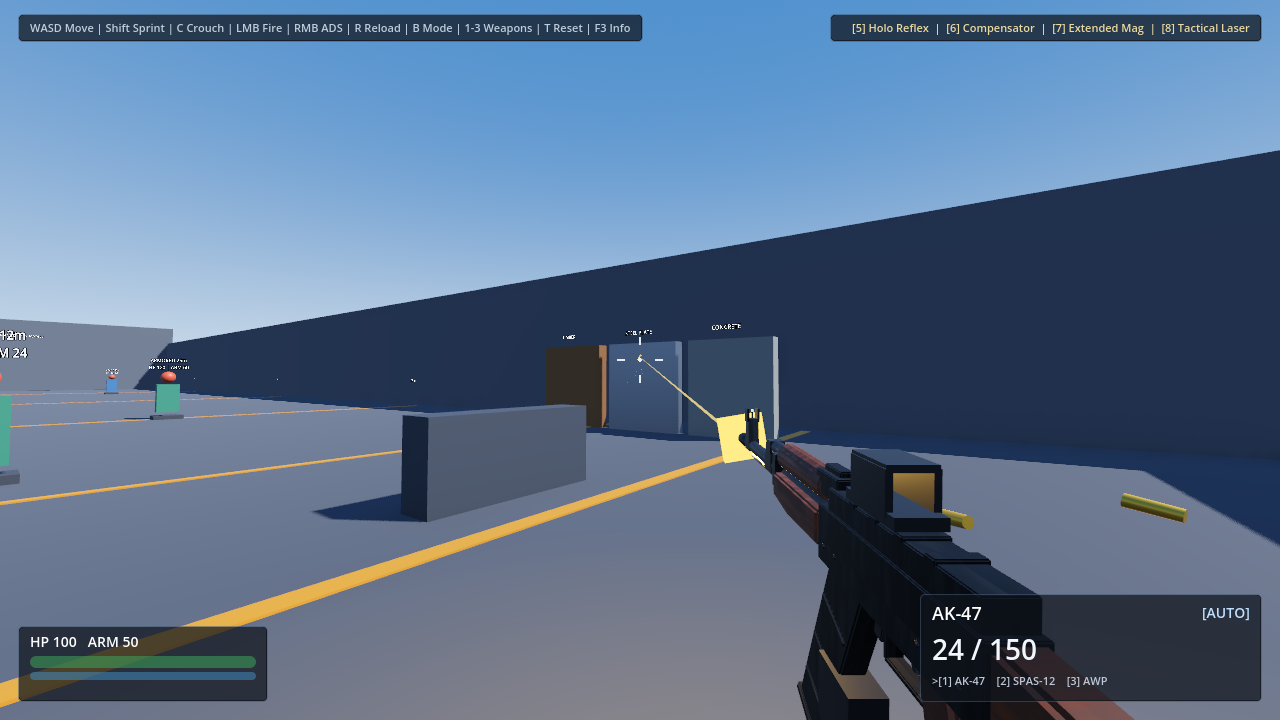 WASD Move | Shift Sprint | C Crouch | LMB Fire | RMB ADS | R Reload | B Mode | 1-3 Weapons | T Reset | F3 Info
[5] Holo Reflex | [6] Compensator | [7] Extended Mag | [8] Tactical Laser
CONCRETE
12m
M 24
HP 100 ARM 50
AK-47 [AUTO]
24 / 150
>[1] AK-47 [2] SPAS-12 [3] AWP